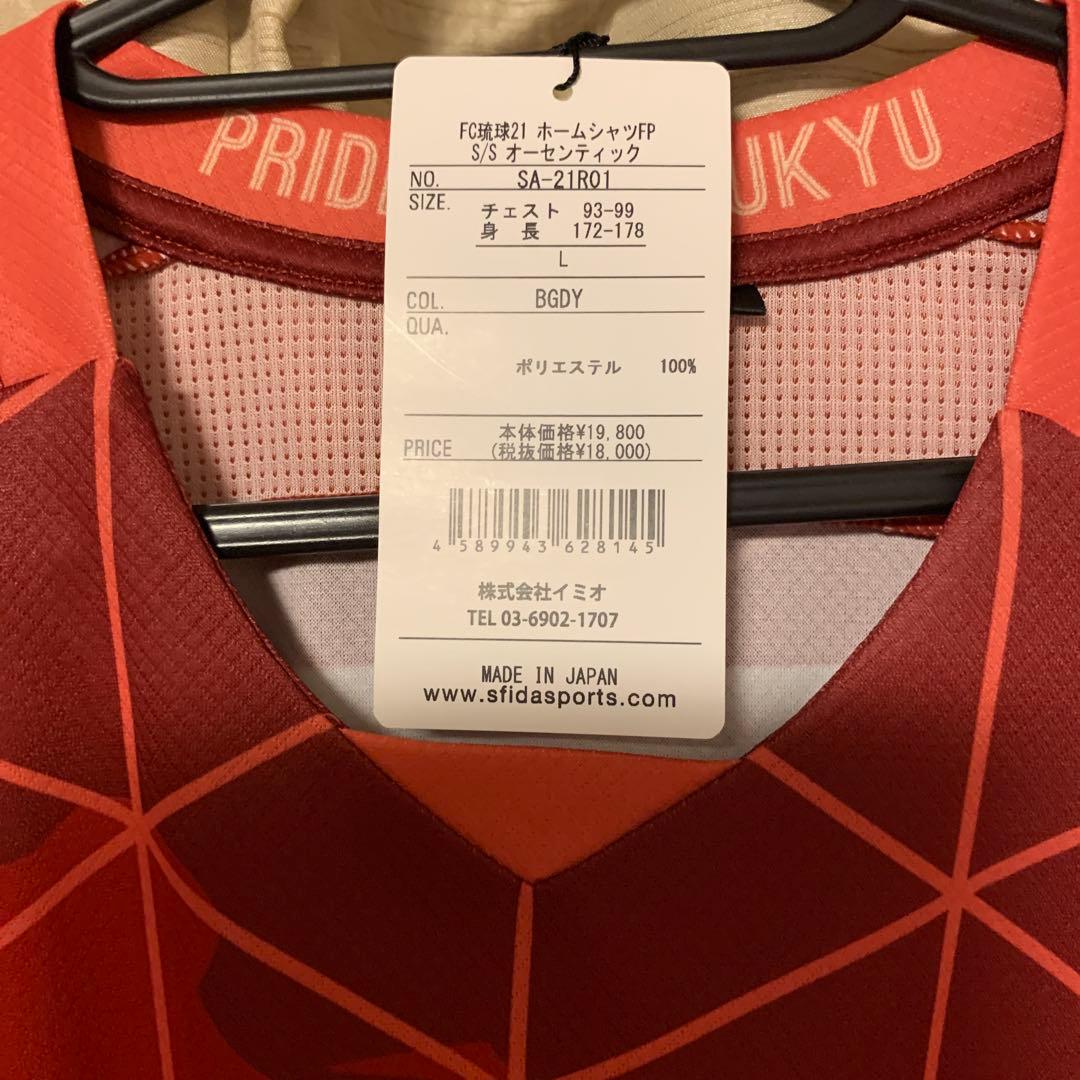 PRID
UKYU
FC琉球21 ホームシャツFP
S/S オーセンティック
NO. SA-21R01
SIZE.
チェスト 93-99
身 長 172-178
L
COL. BGDY
QUA.
ポリエステル 100%
PRICE 本体価格¥19,800
(税抜価格¥18,000)
4 589943 628145
株式会社イミオ
TEL 03-6902-1707
MADE IN JAPAN
www.sfidasports.com